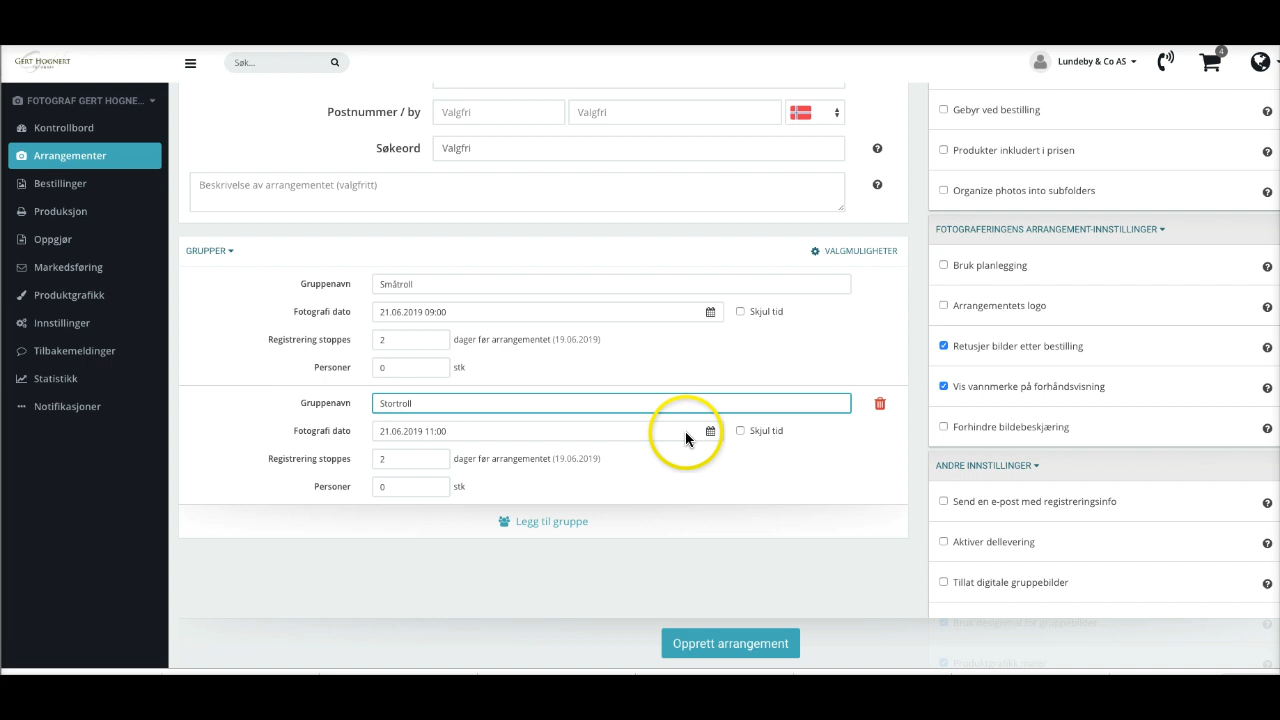 GERT HOGNERT
Søk...
4
Lundeby & Co AS
FOTOGRAF GERT HOGNE...
Kontrollbord
Arrangementer
Bestillinger
Produksjon
Oppgjør
Markedsføring
Produktgrafikk
Innstillinger
Tilbakemeldinger
Statistikk
Notifikasjoner
Postnummer / by Valgfri Valgfri
Søkeord Valgfri ?
Beskrivelse av arrangementet (valgfritt) ?
GRUPPER VALGMULIGHETER
Gruppenavn Småtroll
Fotografi dato 21.06.2019 09:00 Skjul tid
Registrering stoppes 2 dager før arrangementet (19.06.2019)
Personer 0 stk
Gruppenavn Stortroll
Fotografi dato 21.06.2019 11:00 Skjul tid
Registrering stoppes 2 dager før arrangementet (19.06.2019)
Personer 0 stk
Legg til gruppe
Opprett arrangement
Gebyr ved bestilling ?
Produkter inkludert i prisen ?
Organize photos into subfolders ?
FOTOGRAFERINGENS ARRANGEMENT-INNSTILLINGER
Bruk planlegging ?
Arrangementets logo ?
Retusjer bilder etter bestilling ?
Vis vannmerke på forhåndsvisning ?
Forhindre bildebeskjæring ?
ANDRE INNSTILLINGER
Send en e-post med registreringsinfo ?
Aktiver dellevering ?
Tillat digitale gruppebilder ?
Bruk designmal for gruppebilder ?
Produktgrafikk maler ?